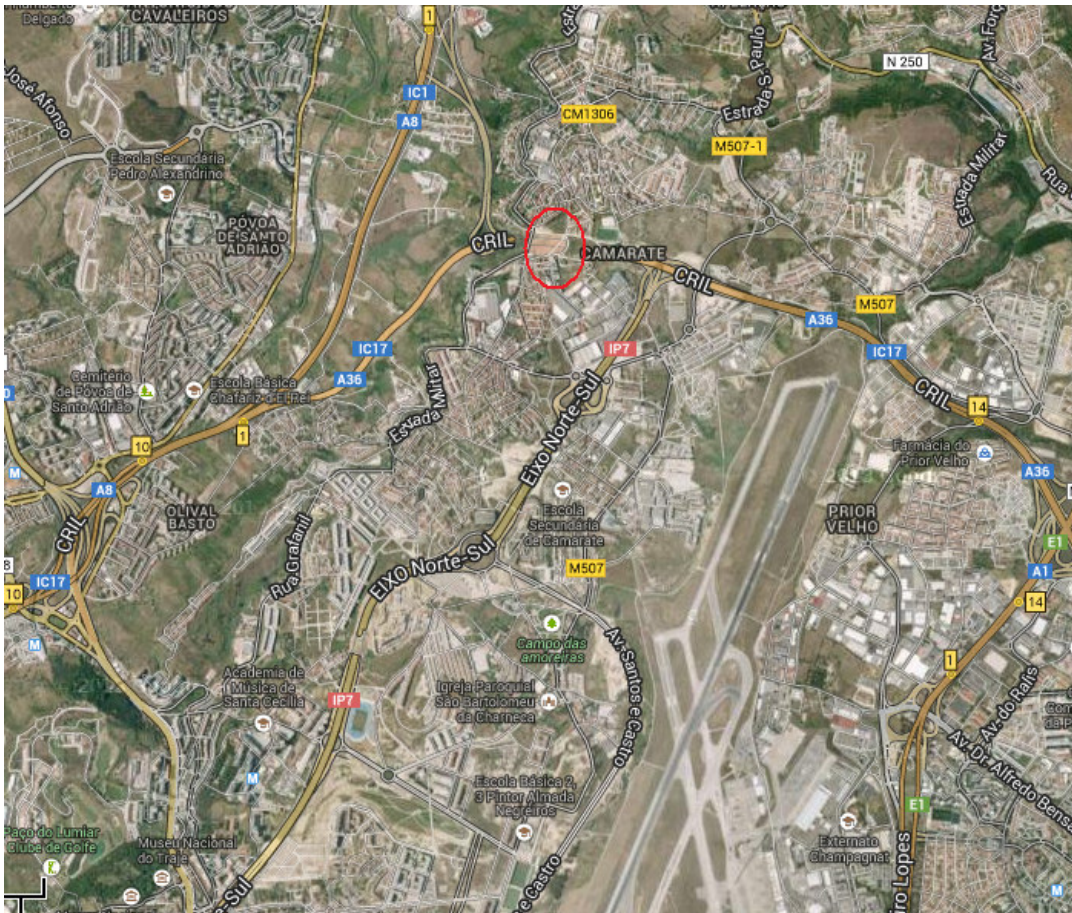 Delgado
CAVALEIROS
1
Estrada S. Paulo
N 250
José Afonso
IC1
A8
CM1306
M507-1
Estrada Militar
Escola Secundária
Pedro Alexandrino
PÓVOA
DE SANTO
ADRIÃO
CRIL
CAMARATE
CRIL
M507
A36
IC17
IC17
IP7
A36
CRIL
14
Cemitério
de Póvoa de
Santo Adrião
Escola Básica
Chafariz d'El Rei
Estrada Militar
Eixo Norte-Sul
1
10
M
A8
Farmácia do
Prior Velho
A36
OLIVAL
BASTO
CRIL
Escola
Secundária
de Camarate
PRIOR
VELHO
E1
Rua Grafanil
EIXO Norte-Sul
M507
IC17
10
A1
14
M
Campo das
amoreiras
Av. Santos e Castro
Academia de
Música de
Santa Cecília
IP7
Igreja Paroquial
São Bartolomeu
da Charneca
1
Av. do Ralis
M
Av. Dr. Alfredo Bensa
Escola Básica 2,
3 Pintor Almada
Negreiros
E1
Paço do Lumiar
Clube de Golfe
Museu Nacional
do Traje
Externato
Champagnat
M